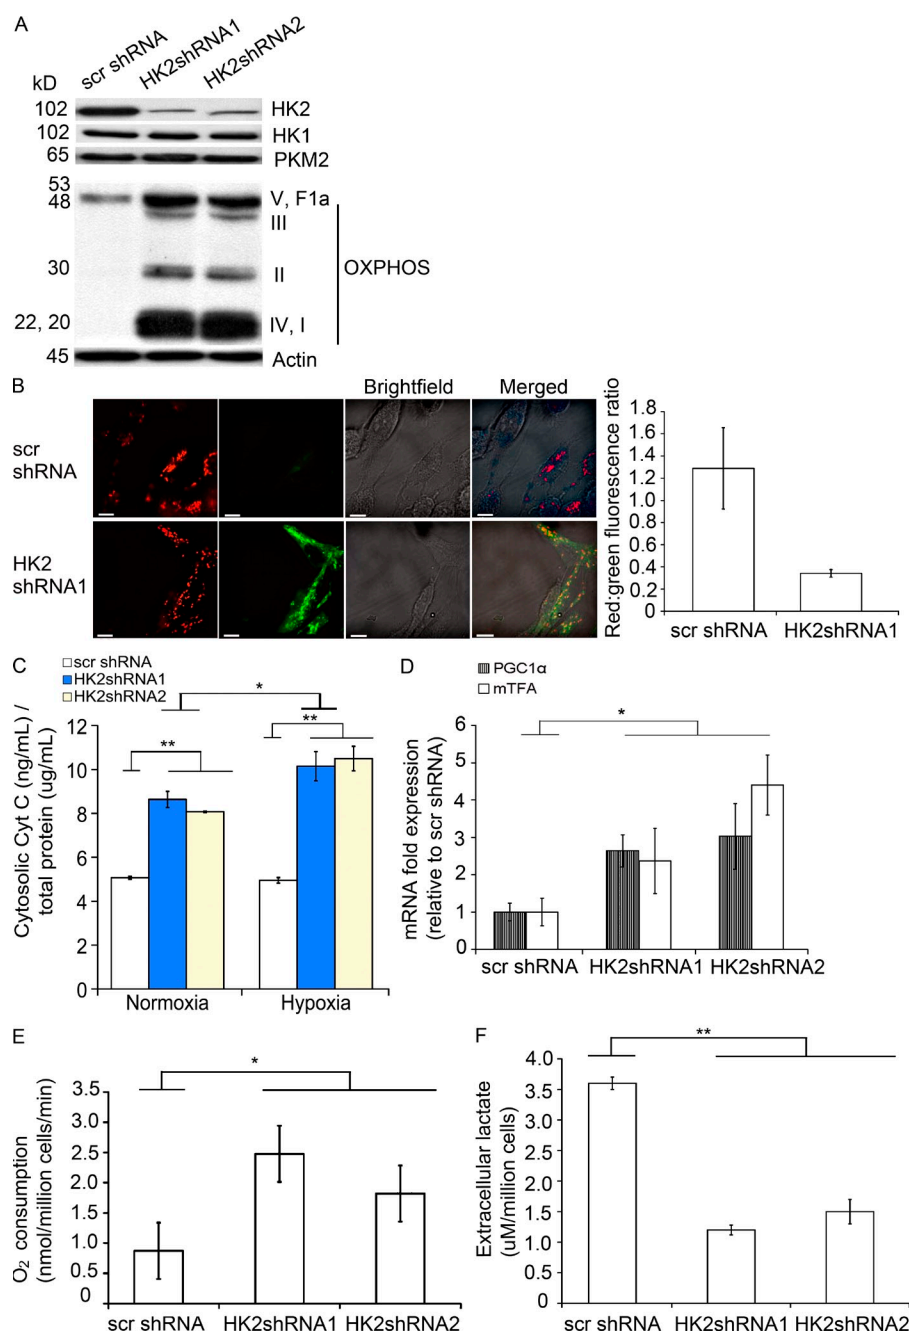 A
scr shRNA
HK2shRNA1
HK2shRNA2
kD
102
HK2
102
HK1
65
PKM2
53
48
V, F1a
III
30
II
OXPHOS
22, 20
IV, I
45
Actin
B
Brightfield
Merged
scr
shRNA
HK2
shRNA1
Red:green fluorescence ratio
1.8
1.6
1.4
1.2
1.0
0.8
0.6
0.4
0.2
0
scr shRNA
HK2shRNA1
C
scr shRNA
HK2shRNA1
HK2shRNA2
*
**
**
Cytosolic Cyt C (ng/mL) /
total protein (ug/mL)
12
10
8
6
4
2
0
Normoxia
Hypoxia
D
PGC1α
mTFA
*
mRNA fold expression
(relative to scr shRNA)
6
5
4
3
2
1
0
scr shRNA
HK2shRNA1
HK2shRNA2
E
*
O2 consumption
(nmol/million cells/min)
3.5
3.0
2.5
2.0
1.5
1.0
0.5
0
scr shRNA
HK2shRNA1
HK2shRNA2
F
**
Extracellular lactate
(uM/million cells)
4.0
3.5
3.0
2.5
2.0
1.5
1.0
0.5
0
scr shRNA
HK2shRNA1
HK2shRNA2